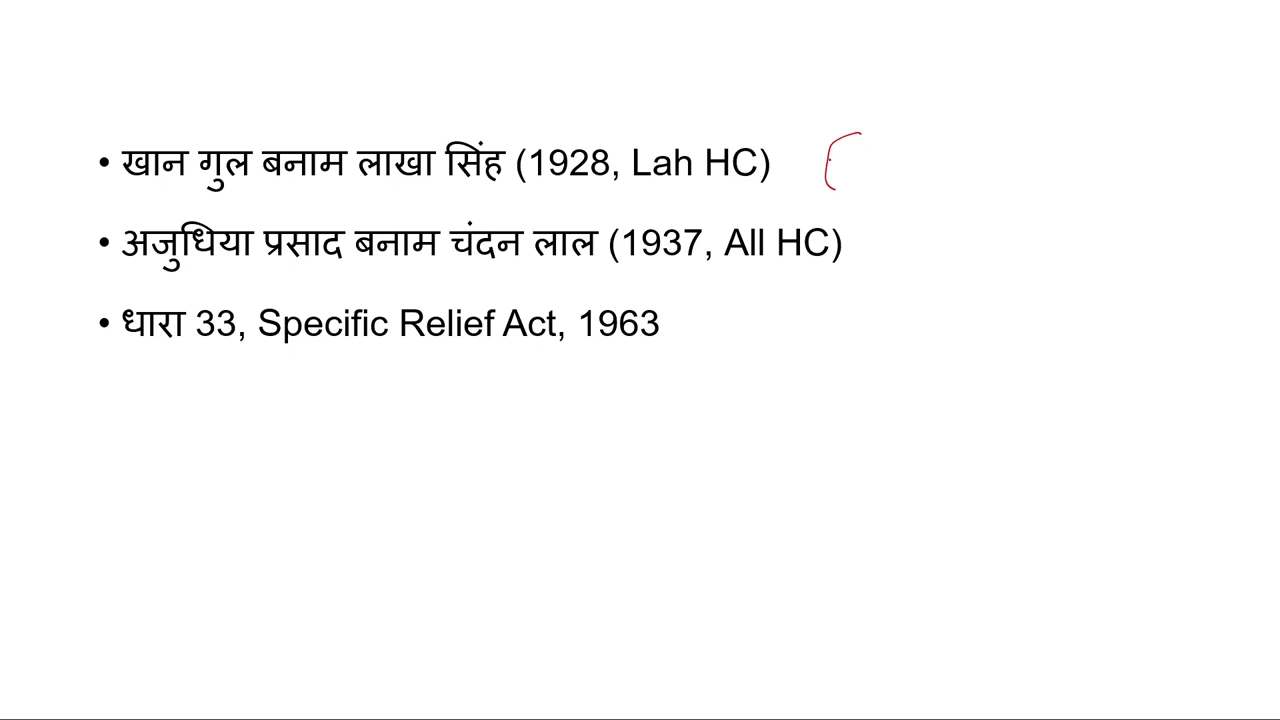 • खान गुल बनाम लाखा सिंह (1928, Lah HC)
• अजुधिया प्रसाद बनाम चंदन लाल (1937, All HC)
• धारा 33, Specific Relief Act, 1963